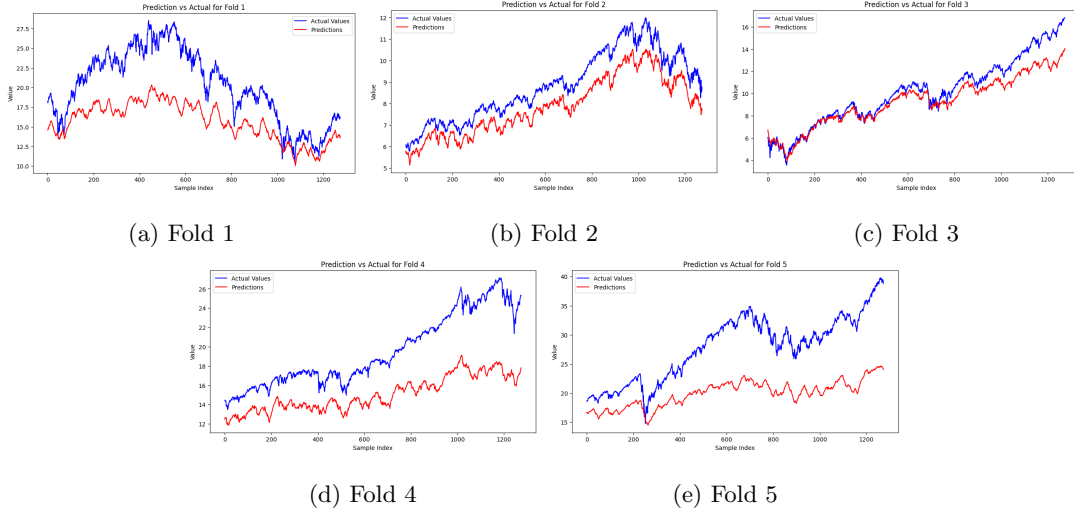 Prediction vs Actual for Fold 1
Actual Values
Predictions
Value
27.5
25.0
22.5
20.0
17.5
15.0
12.5
10.0
0 200 400 600 800 1000 1200
Sample Index
(a) Fold 1
Prediction vs Actual for Fold 2
Actual Values
Predictions
Value
12
11
10
9
8
7
6
5
0 200 400 600 800 1000 1200
Sample Index
(b) Fold 2
Prediction vs Actual for Fold 3
Actual Values
Predictions
Value
16
14
12
10
8
6
4
0 200 400 600 800 1000 1200
Sample Index
(c) Fold 3
Prediction vs Actual for Fold 4
Actual Values
Predictions
Value
26
24
22
20
18
16
14
12
0 200 400 600 800 1000 1200
Sample Index
(d) Fold 4
Prediction vs Actual for Fold 5
Actual Values
Predictions
Value
40
35
30
25
20
15
0 200 400 600 800 1000 1200
Sample Index
(e) Fold 5